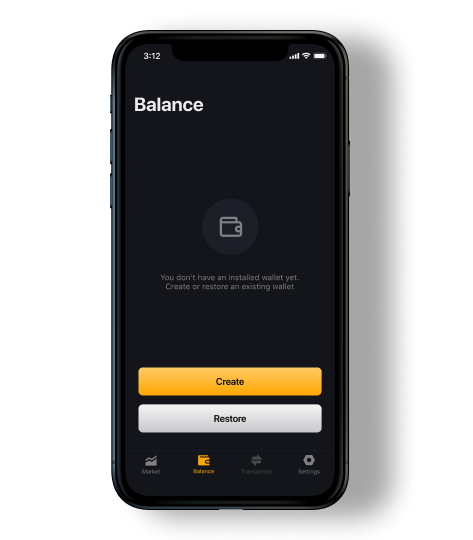 3:12
Balance
You don't have an installed wallet yet.
Create or restore an existing wallet
Create
Restore
Market
Balance
Transaction
Settings